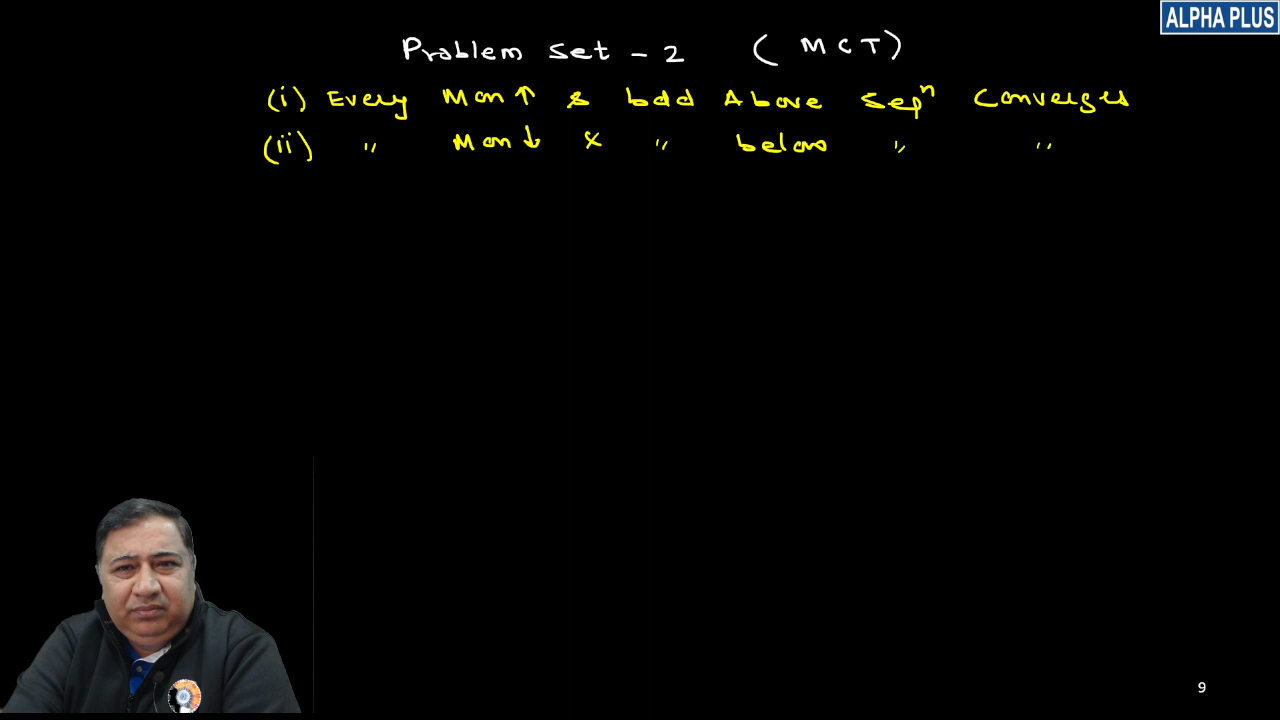 ALPHA PLUS
Problem set - 2 (MCT)
(i) Every Mon↑ & bdd Above seqⁿ Converges
(ii) " Mon↓ & " below " "
9